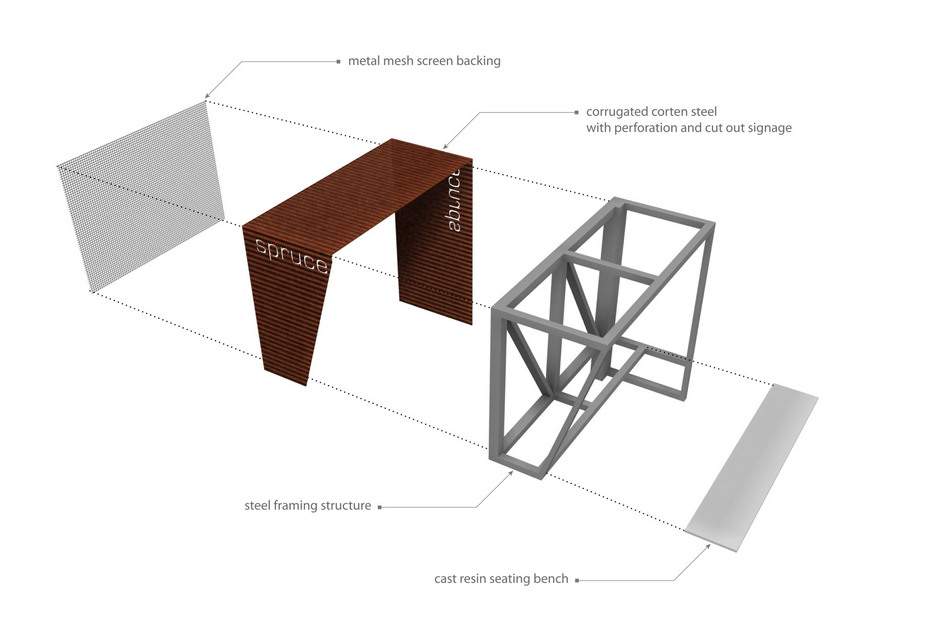 metal mesh screen backing
corrugated corten steel
with perforation and cut out signage
spruce
spruce
steel framing structure
cast resin seating bench